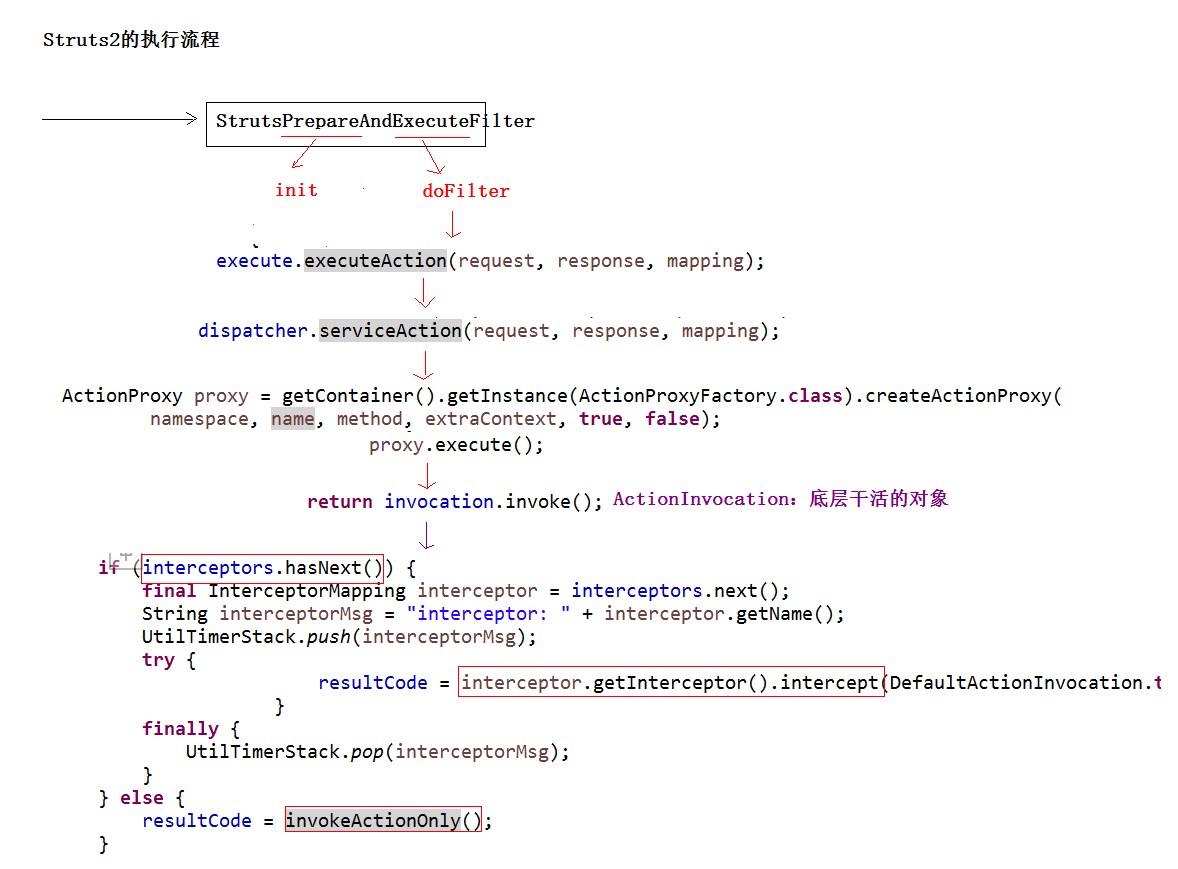 Struts2的执行流程
StrutsPrepareAndExecuteFilter
init
doFilter
execute.executeAction(request, response, mapping);
dispatcher.serviceAction(request, response, mapping);
ActionProxy proxy = getContainer().getInstance(ActionProxyFactory.class).createActionProxy(
namespace, name, method, extraContext, true, false);
proxy.execute();
return invocation.invoke(); ActionInvocation: 底层干活的对象
if (interceptors.hasNext()) {
final InterceptorMapping interceptor = interceptors.next();
String interceptorMsg = "interceptor: " + interceptor.getName();
UtilTimerStack.push(interceptorMsg);
try {
resultCode = interceptor.getInterceptor().intercept(DefaultActionInvocation.t
}
finally {
UtilTimerStack.pop(interceptorMsg);
}
} else {
resultCode = invokeActionOnly();
}